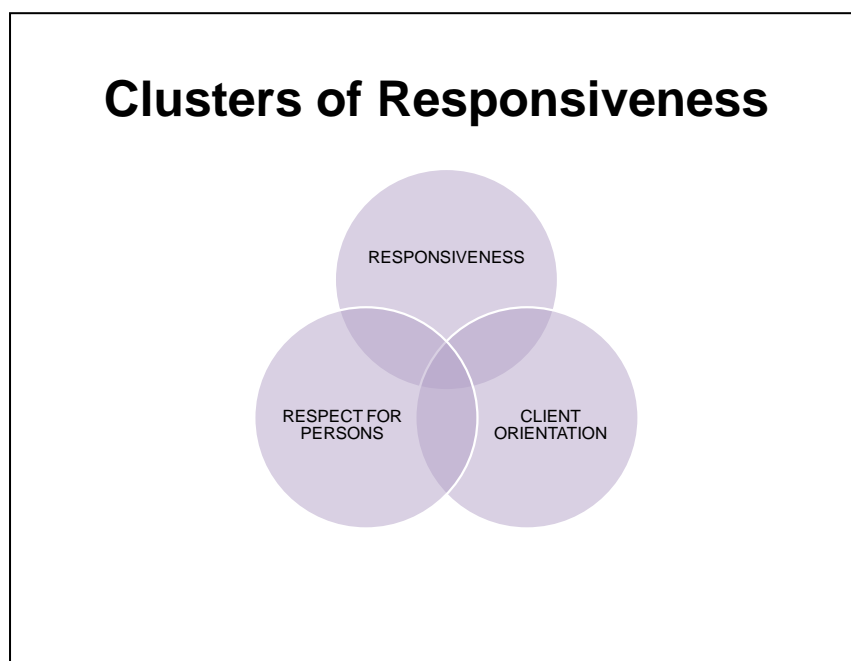 Clusters of Responsiveness
RESPONSIVENESS
RESPECT FOR
PERSONS
CLIENT
ORIENTATION